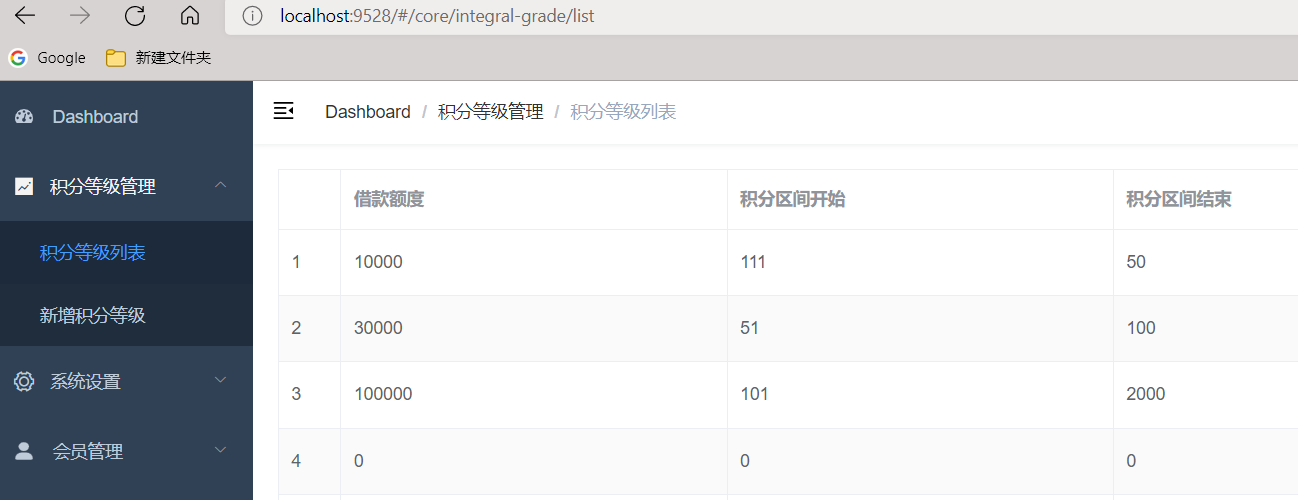 localhost:9528/#/core/integral-grade/list
Google 新建文件夹
Dashboard
积分等级管理
积分等级列表
新增积分等级
系统设置
会员管理
Dashboard / 积分等级管理 / 积分等级列表
借款额度 积分区间开始 积分区间结束
1 10000 111 50
2 30000 51 100
3 100000 101 2000
4 0 0 0